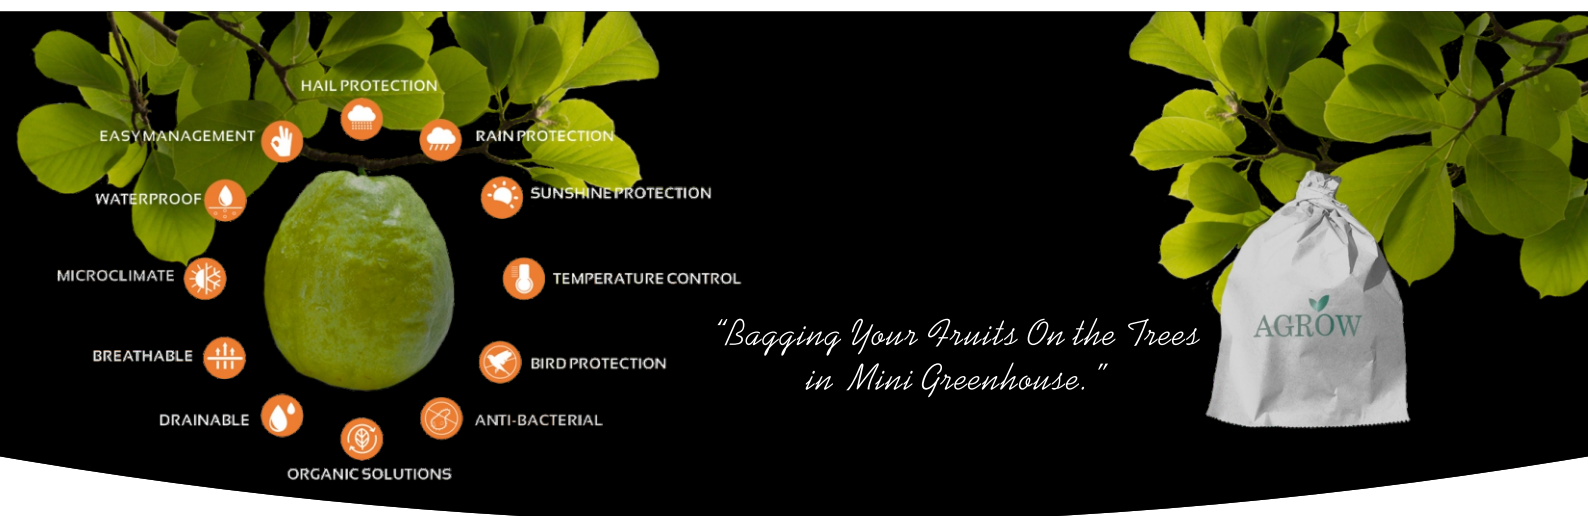 HAIL PROTECTION
EASY MANAGEMENT
RAIN PROTECTION
WATERPROOF
SUNSHINE PROTECTION
MICROCLIMATE
TEMPERATURE CONTROL
BREATHABLE
BIRD PROTECTION
DRAINABLE
ANTI-BACTERIAL
ORGANIC SOLUTIONS
“Bagging Your Fruits On the Trees
in Mini Greenhouse.”
AGROW